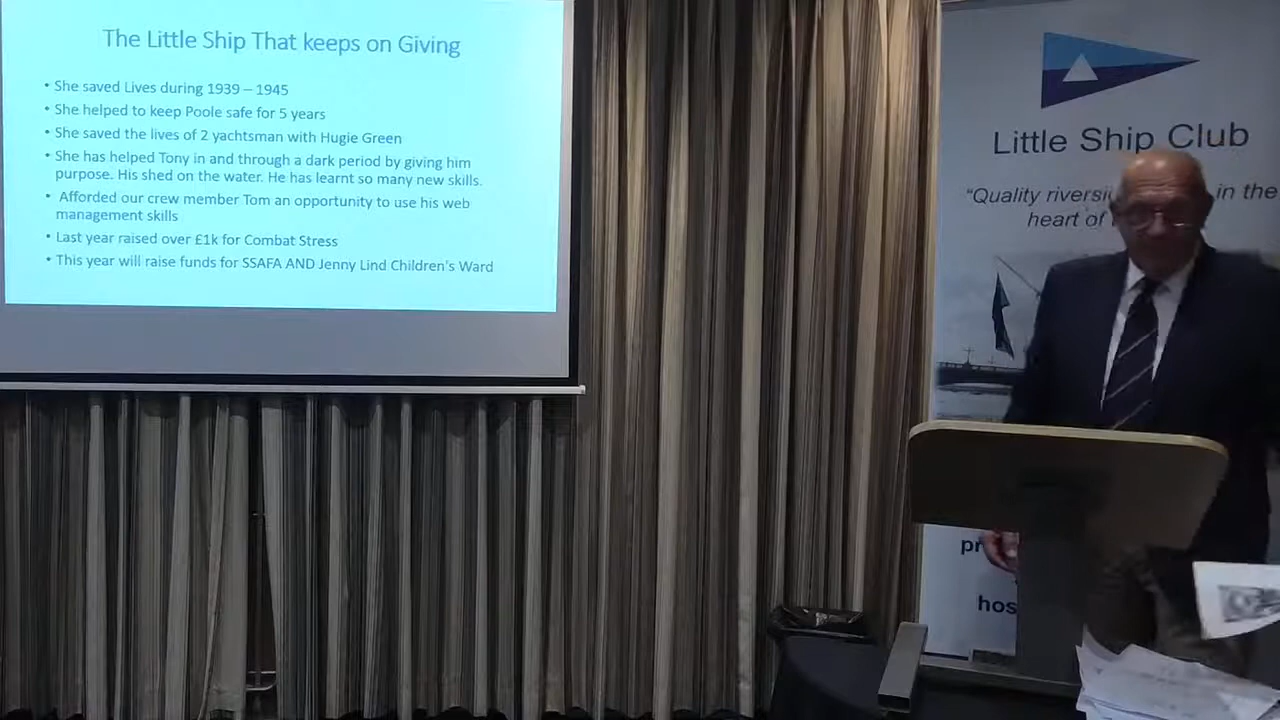 The Little Ship That keeps on Giving
• She saved Lives during 1939 – 1945
• She helped to keep Poole safe for 5 years
• She saved the lives of 2 yachtsman with Hugie Green
• She has helped Tony in and through a dark period by giving him
purpose. His shed on the water. He has learnt so many new skills.
• Afforded our crew member Tom an opportunity to use his web
management skills
• Last year raised over £1k for Combat Stress
• This year will raise funds for SSAFA AND Jenny Lind Children's Ward
Little Ship Club
“Quality in the
heart of